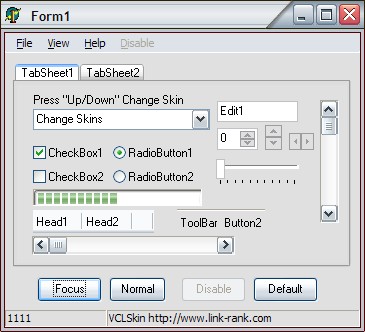 Form1
File View Help Disable
TabSheet1 TabSheet2
Press "Up/Down" Change Skin
Change Skins
Edit1
0
CheckBox1 RadioButton1
CheckBox2 RadioButton2
Head1 Head2 ToolBar Button2
Focus Normal Disable Default
1111 VCLSkin http://www.link-rank.com